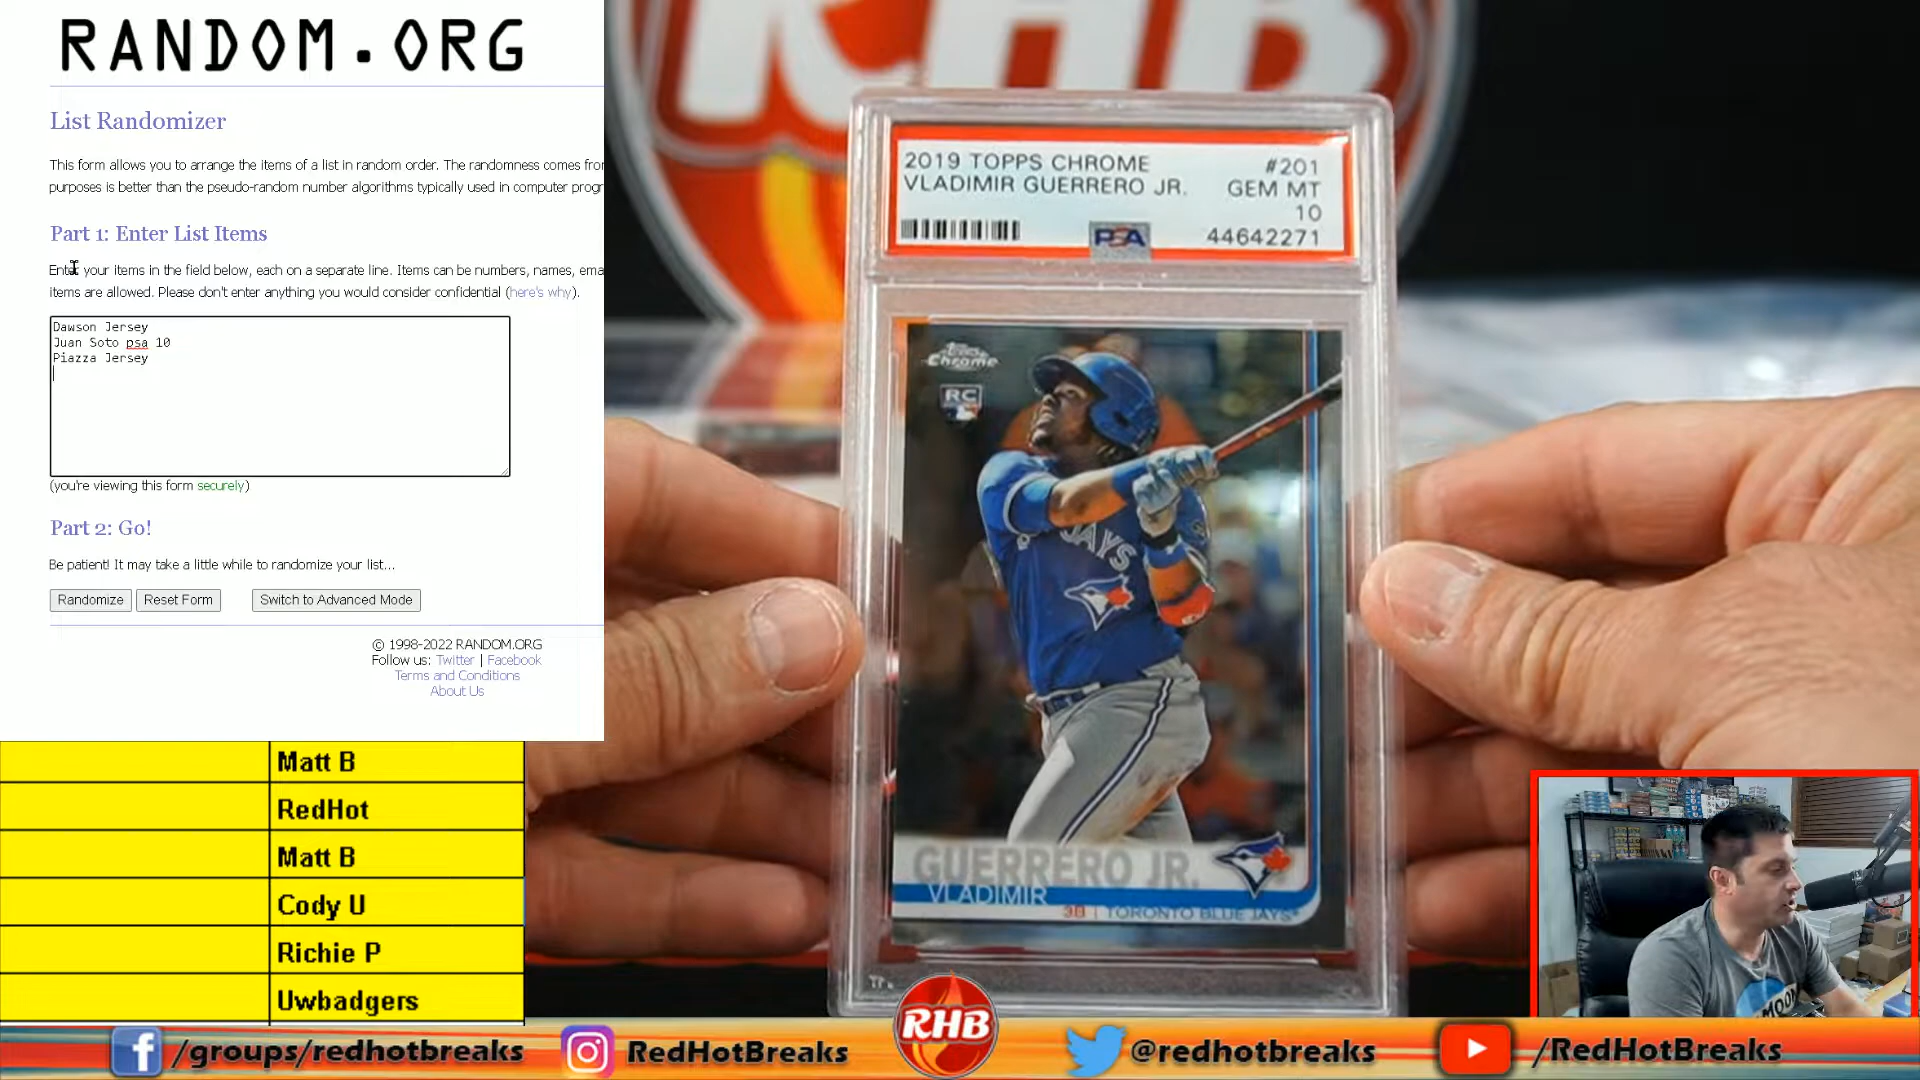 RANDOM.ORG
List Randomizer
This form allows you to arrange the items of a list in random order. The randomness comes from
purposes is better than the pseudo-random number algorithms typically used in computer progr
Part 1: Enter List Items
Enter your items in the field below, each on a separate line. Items can be numbers, names, ema
items are allowed. Please don't enter anything you would consider confidential (here's why).
Dawson Jersey
Juan Soto psa 10
Piazza Jersey
(you're viewing this form securely)
Part 2: Go!
Be patient! It may take a little while to randomize your list...
Randomize Reset Form Switch to Advanced Mode
© 1998-2022 RANDOM.ORG
Follow us: Twitter | Facebook
Terms and Conditions
About Us
Matt B
RedHot
Matt B
Cody U
Richie P
Uwbadgers
RHB
2019 TOPPS CHROME #201
VLADIMIR GUERRERO JR. GEM MT
10
PSA 44642271
Topps
Chrome
RC
JAYS
GUERRERO JR.
VLADIMIR
3B | TORONTO BLUE JAYS
MOON
/groups/redhotbreaks
RedHotBreaks
RHB
@redhotbreaks
/RedHotBreaks